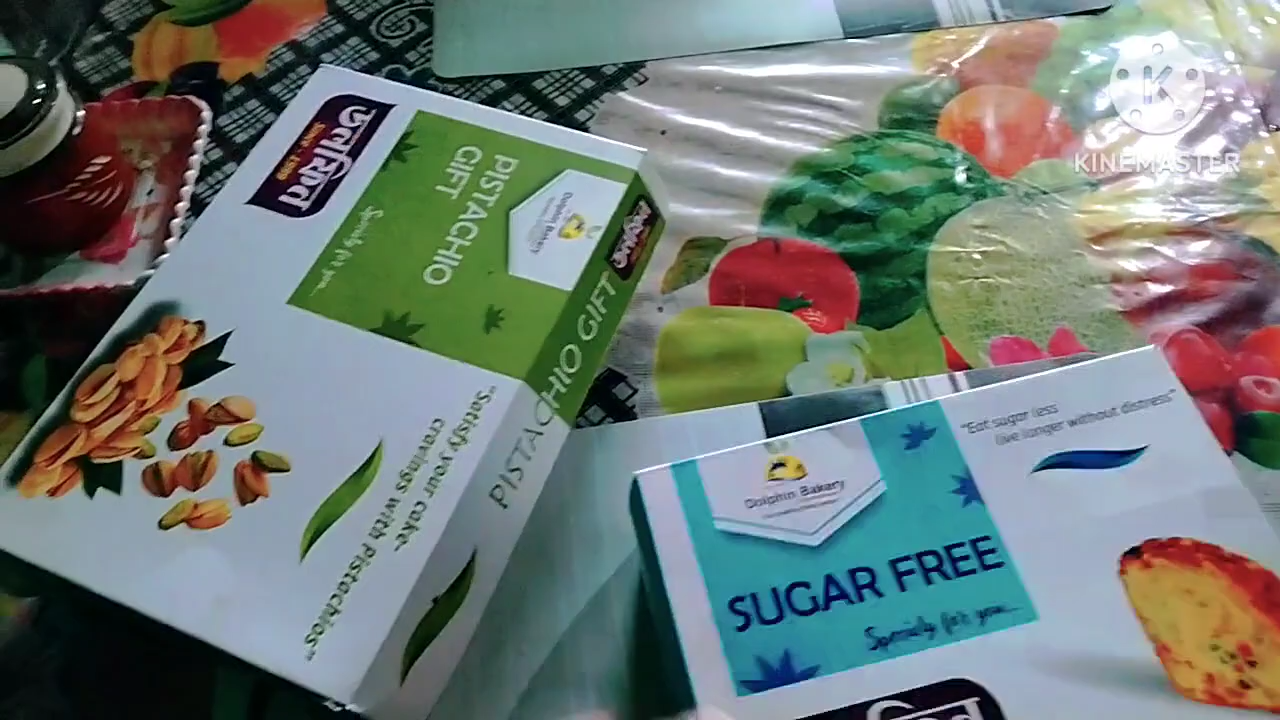 KINEMASTER
PISTACHIO
GIFT
Dolphin Bakery
Specially for you...
PISTACHIO GIFT
"Satisfy your cake-
cravings with Pistachios"
"Eat sugar less
live longer without distress"
Dolphin Bakery
SUGAR FREE
Specially for you...